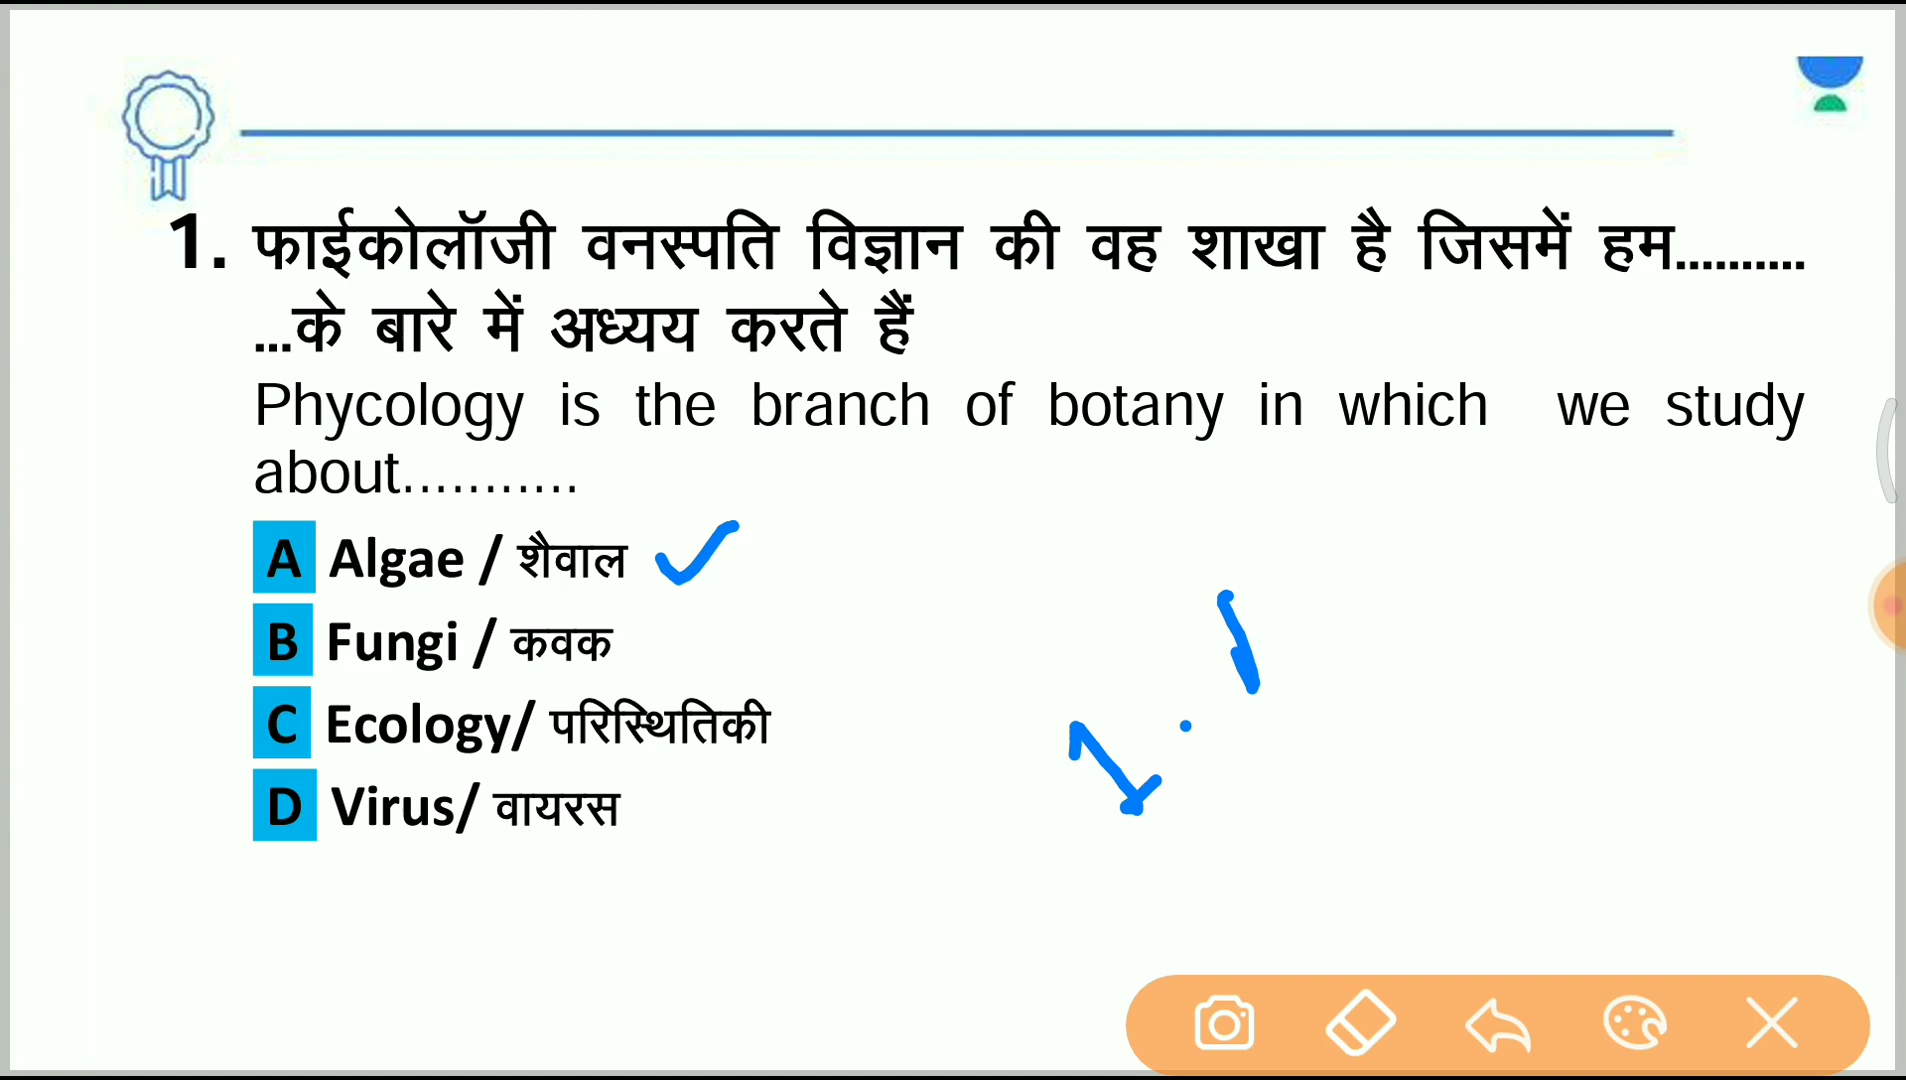 1. फाईकोलॉजी वनस्पति विज्ञान की वह शाखा है जिसमें हम..........
...के बारे में अध्यय करते हैं
Phycology is the branch of botany in which we study
about...........
A Algae / शैवाल
B Fungi / कवक
C Ecology/ परिस्थितिकी
D Virus/ वायरस